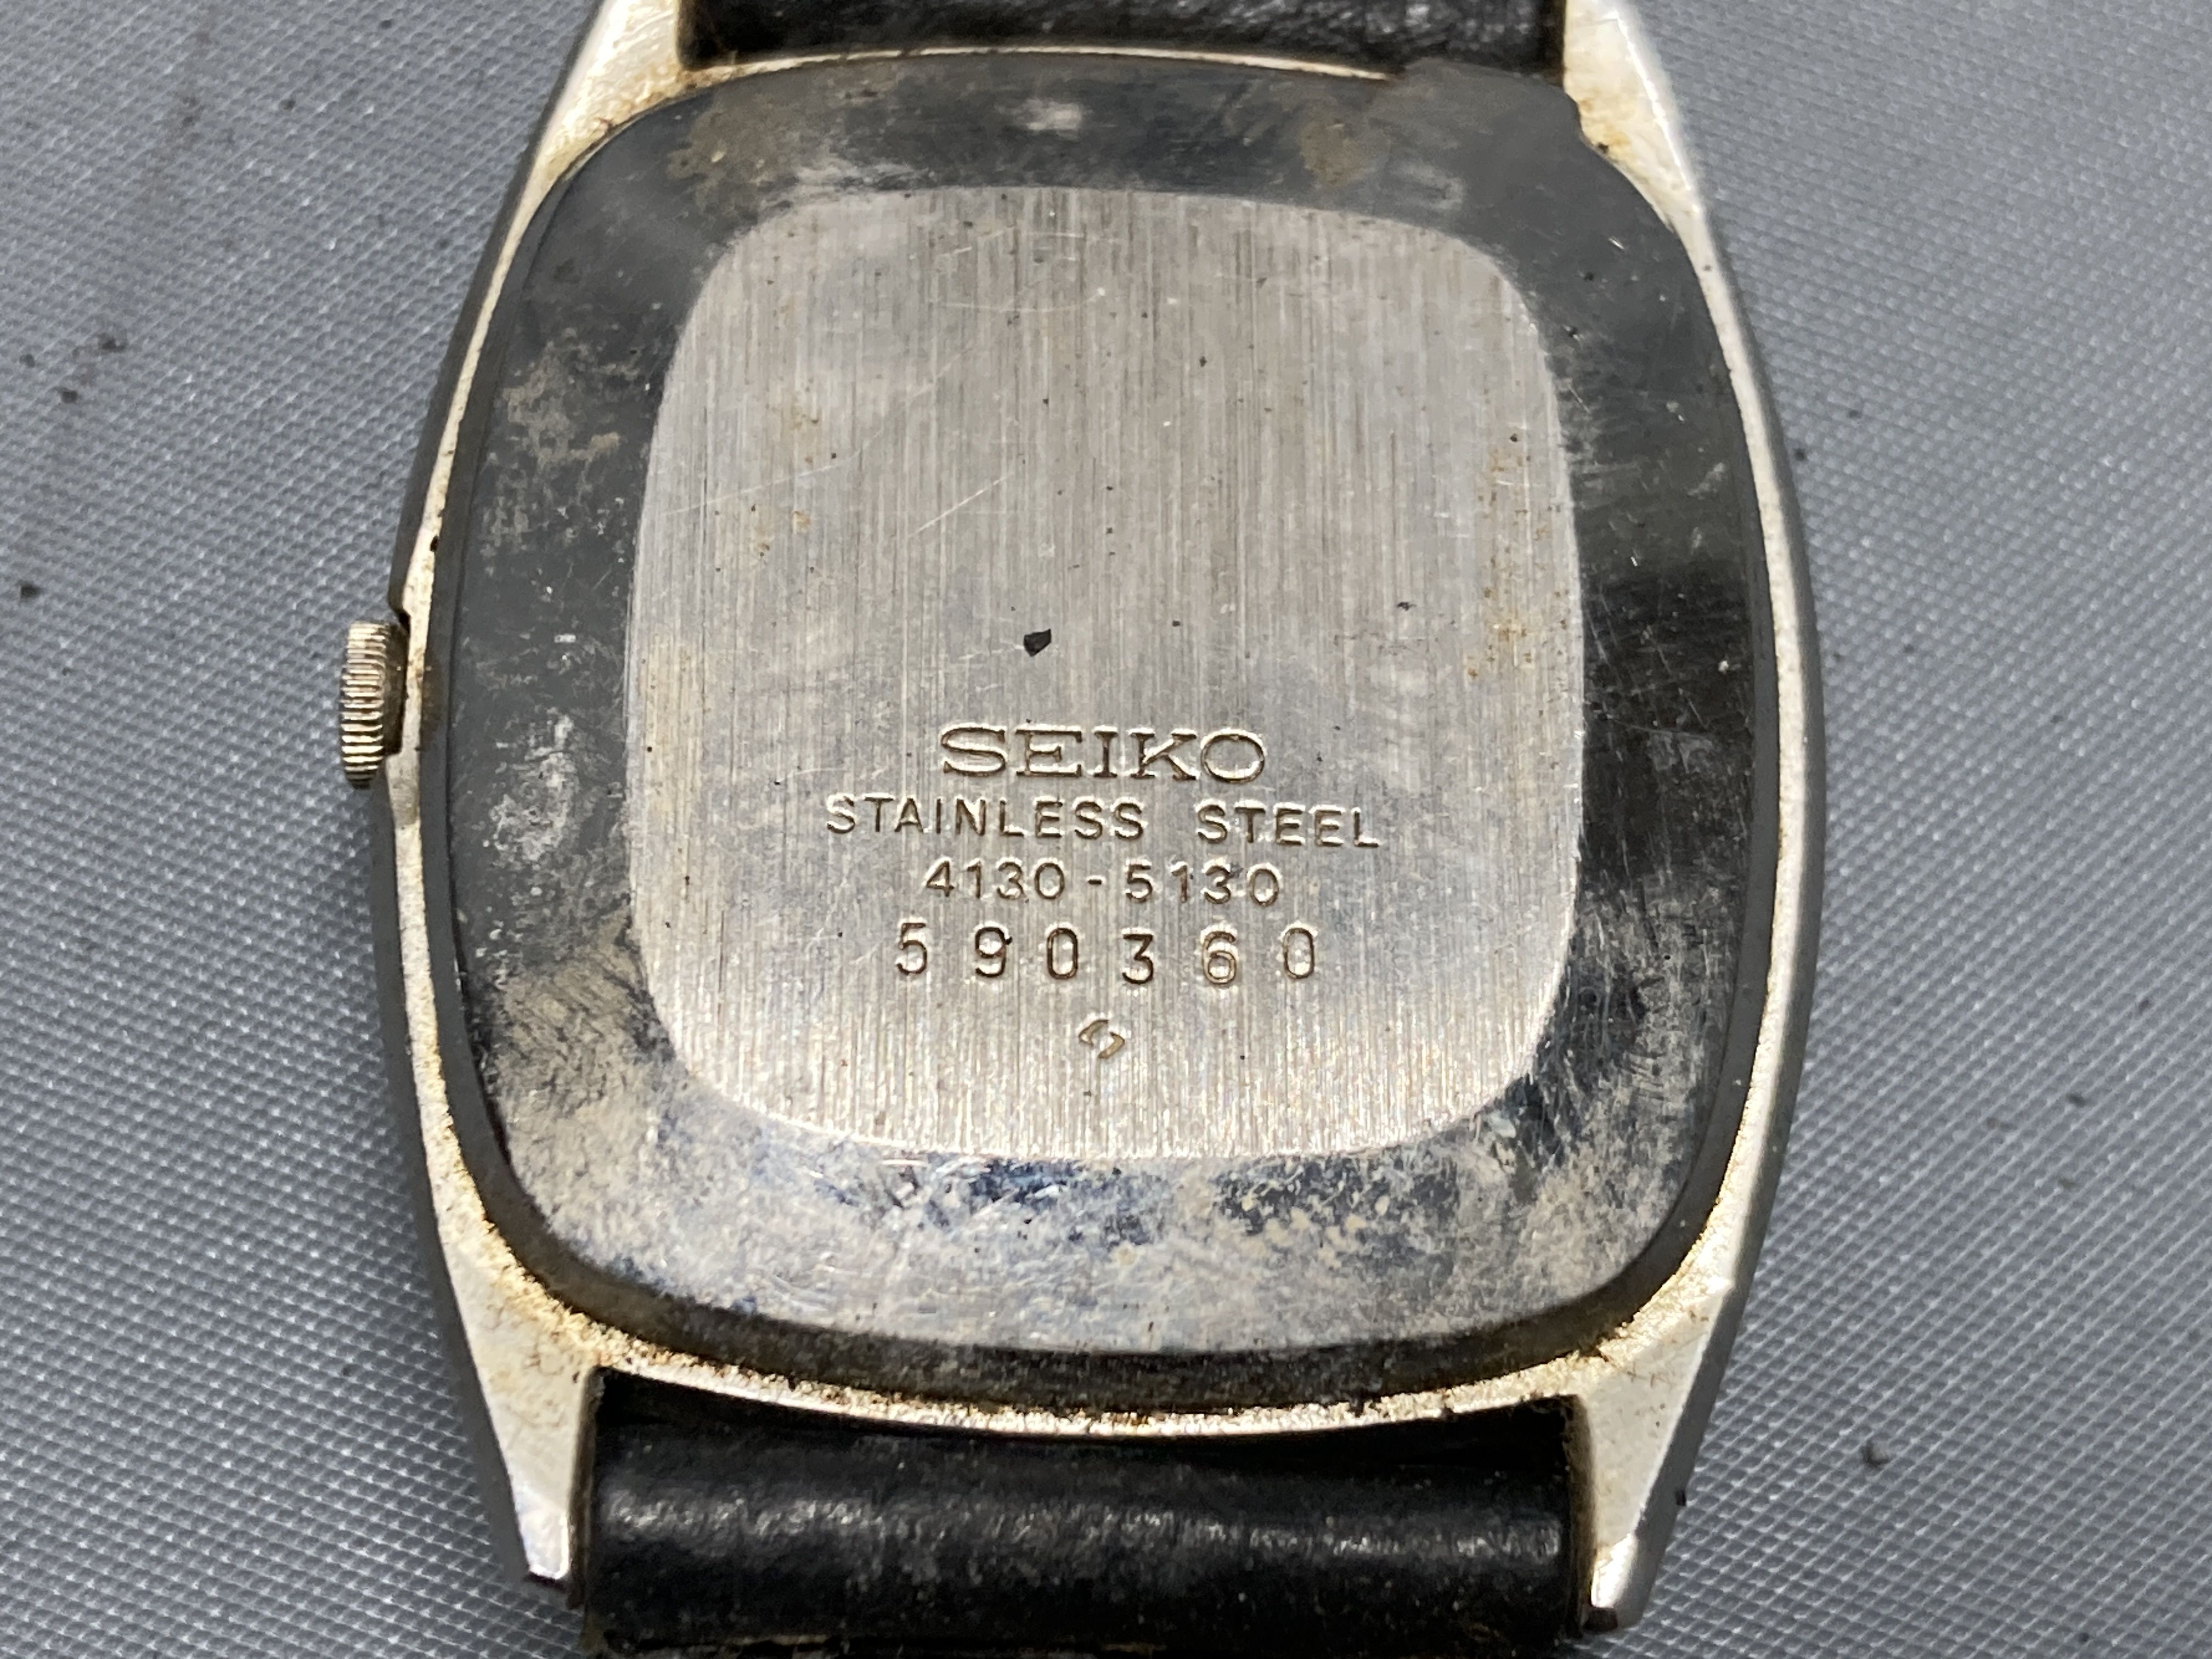 SEIKO
STAINLESS STEEL
4130-5130
590360